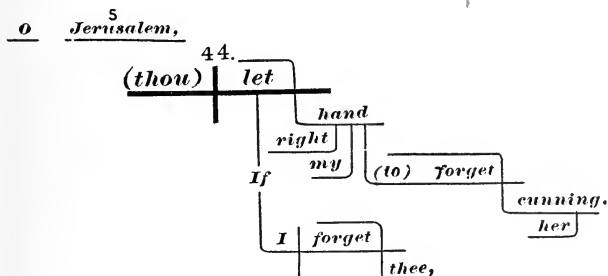 5
o Jerusalem,
44.
(thou) let
hand
right
my
If (to) forget
cunning.
her
I forget
thee,